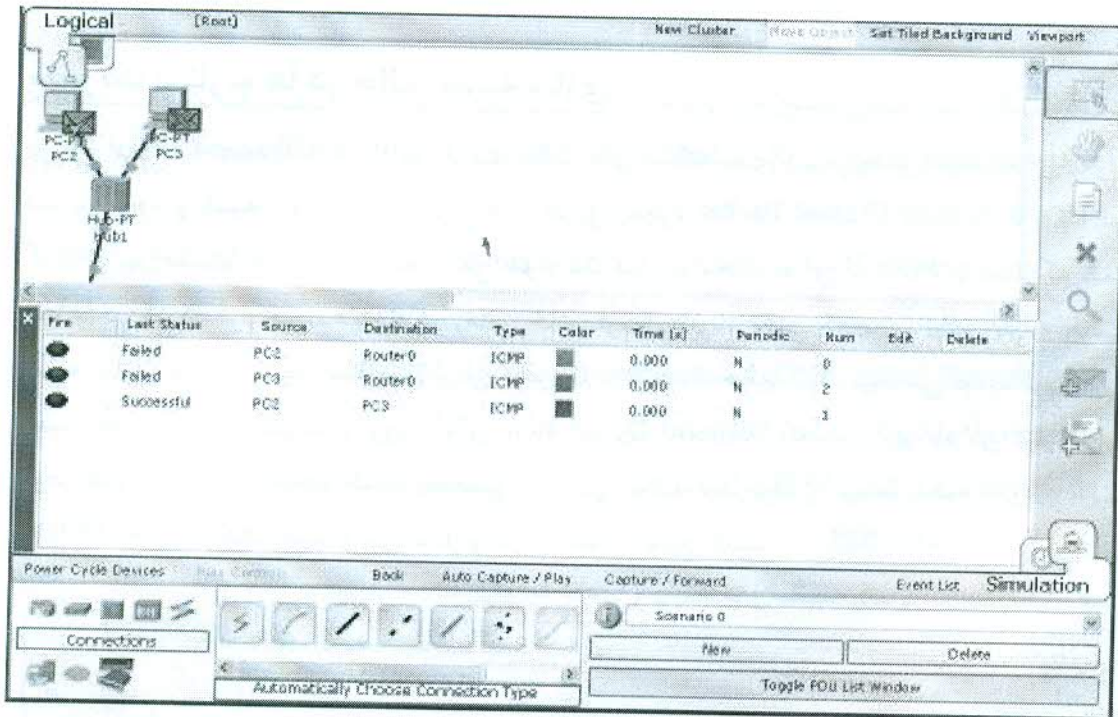 Logical [Root] New Cluster Move Object Set Tiled Background Viewport
PC-PT PC-PT
PC2 PC3
Hub-PT
Hub1
Fire Last Status Source Destination Type Color Time (s) Periodic Num Edit Delete
Failed PC2 Router0 ICMP 0.000 N 0
Failed PC3 Router0 ICMP 0.000 N 2
Successful PC2 PC3 ICMP 0.000 N
Power Cycle Devices Back Auto Capture / Play Capture / Forward Event List Simulation
Scenario 0
Connections
New Delete
Automatically Choose Connection Type
Toggle PDU List Window